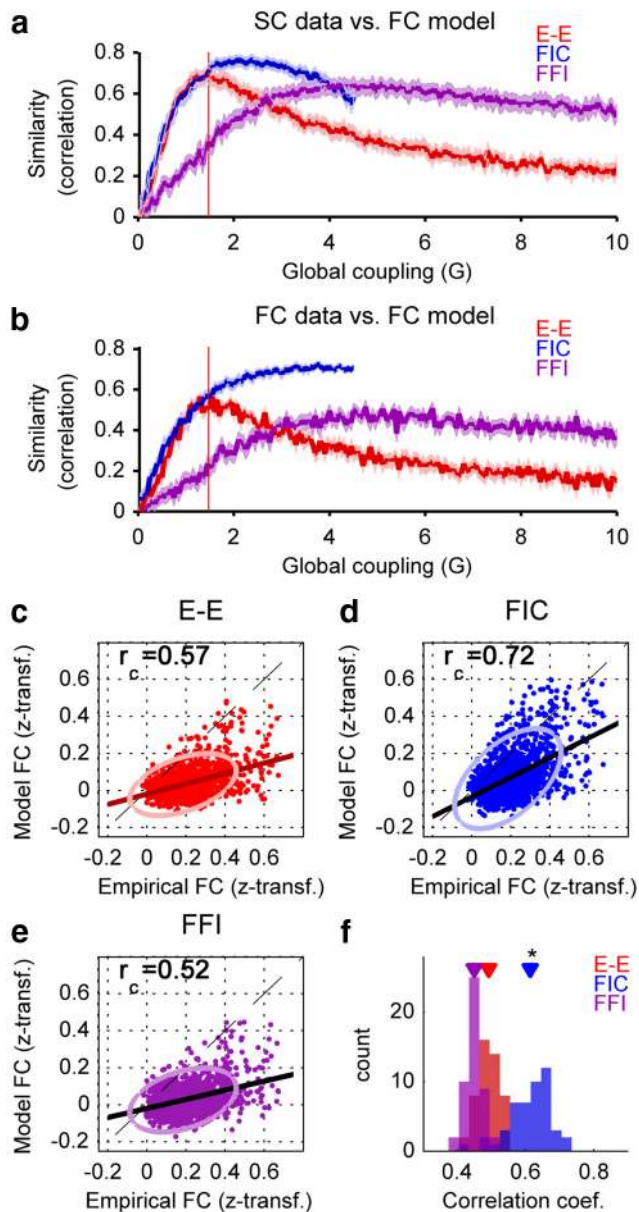 a
SC data vs. FC model
E-E
FIC
FFI
Similarity
(correlation)
0.8
0.6
0.4
0.2
0
0
2
4
6
8
10
Global coupling (G)
b
FC data vs. FC model
E-E
FIC
FFI
Similarity
(correlation)
0.8
0.6
0.4
0.2
0
0
2
4
6
8
10
Global coupling (G)
c
E-E
r c =0.57
Model FC (z-transf.)
0.6
0.4
0.2
0
-0.2
-0.2 0 0.2 0.4 0.6
Empirical FC (z-transf.)
d
FIC
r c =0.72
Model FC (z-transf.)
0.6
0.4
0.2
0
-0.2
-0.2 0 0.2 0.4 0.6
Empirical FC (z-transf.)
e
FFI
r c =0.52
Model FC (z-transf.)
0.6
0.4
0.2
0
-0.2
-0.2 0 0.2 0.4 0.6
Empirical FC (z-transf.)
f
*
E-E
FIC
FFI
count
20
10
0
0.4 0.6 0.8
Correlation coef.